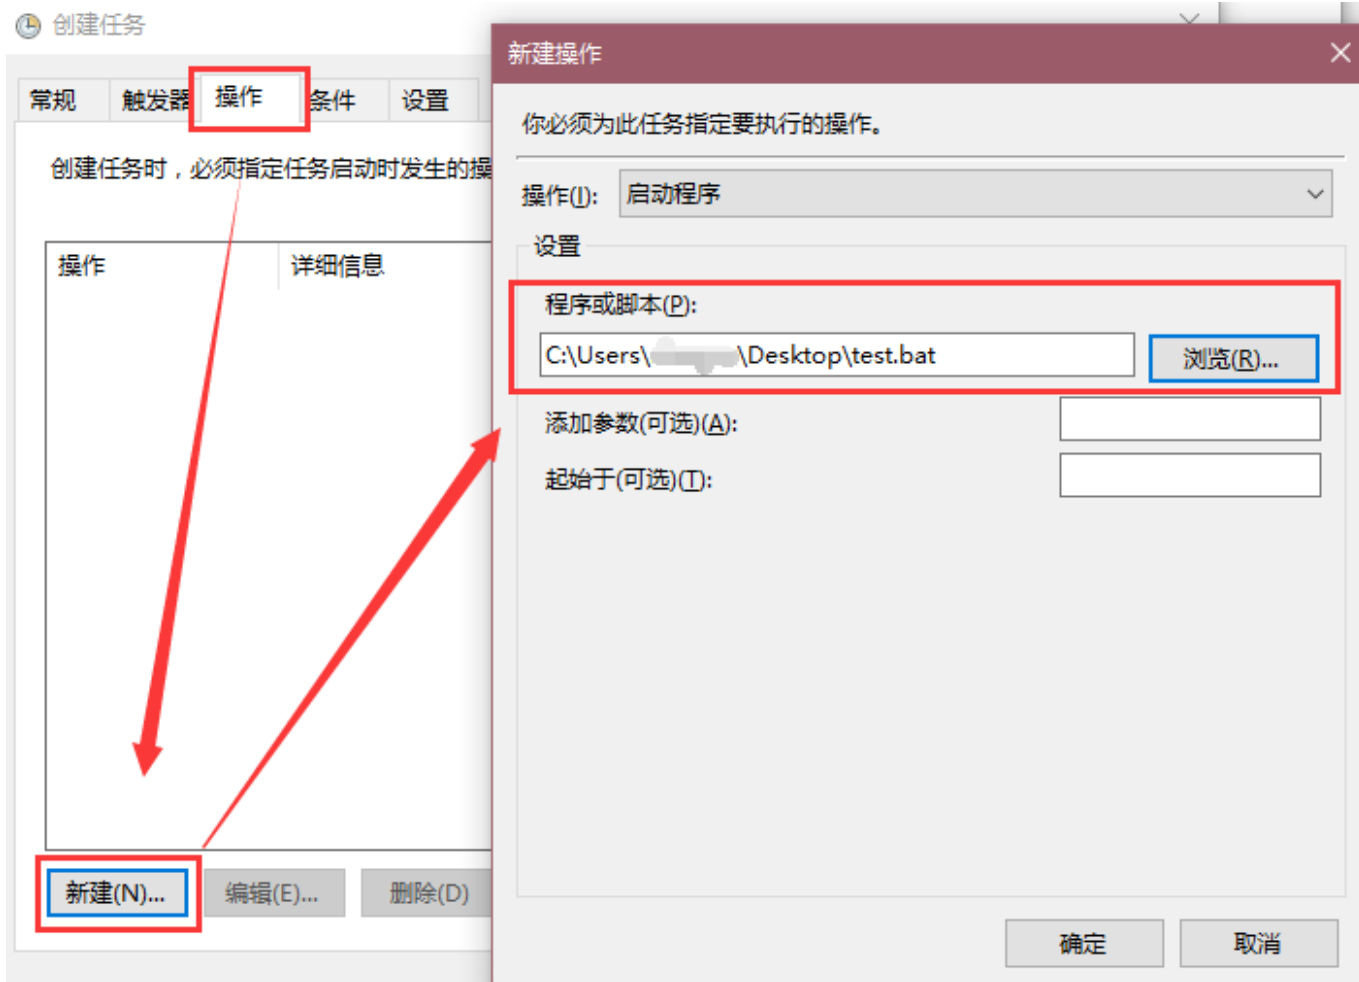 创建任务
常规 触发器 操作 条件 设置
创建任务时，必须指定任务启动时发生的操
操作 详细信息
新建(N)... 编辑(E)... 删除(D)
新建操作
你必须为此任务指定要执行的操作。
操作(I): 启动程序
设置
程序或脚本(P):
C:\Users\ \Desktop\test.bat 浏览(R)...
添加参数(可选)(A):
起始于(可选)(T):
确定 取消